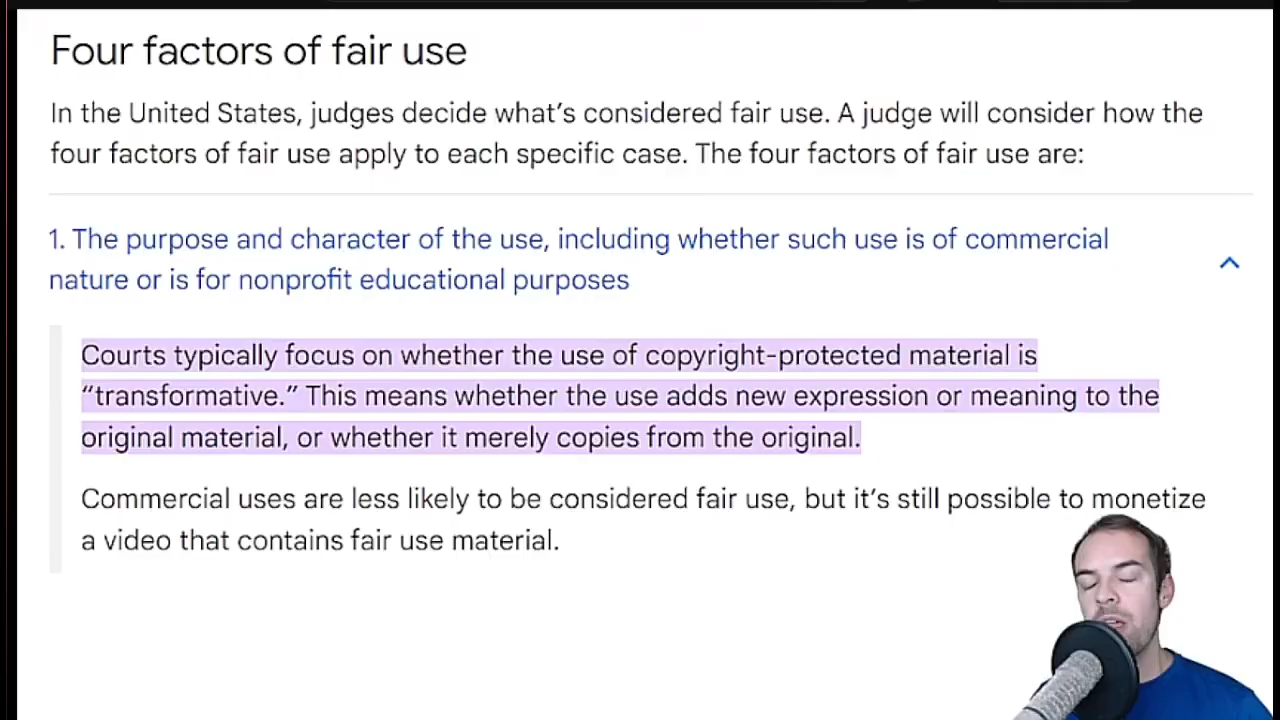 Four factors of fair use
In the United States, judges decide what’s considered fair use. A judge will consider how the
four factors of fair use apply to each specific case. The four factors of fair use are:
1. The purpose and character of the use, including whether such use is of commercial
nature or is for nonprofit educational purposes
Courts typically focus on whether the use of copyright-protected material is
“transformative.” This means whether the use adds new expression or meaning to the
original material, or whether it merely copies from the original.
Commercial uses are less likely to be considered fair use, but it’s still possible to monetize
a video that contains fair use material.